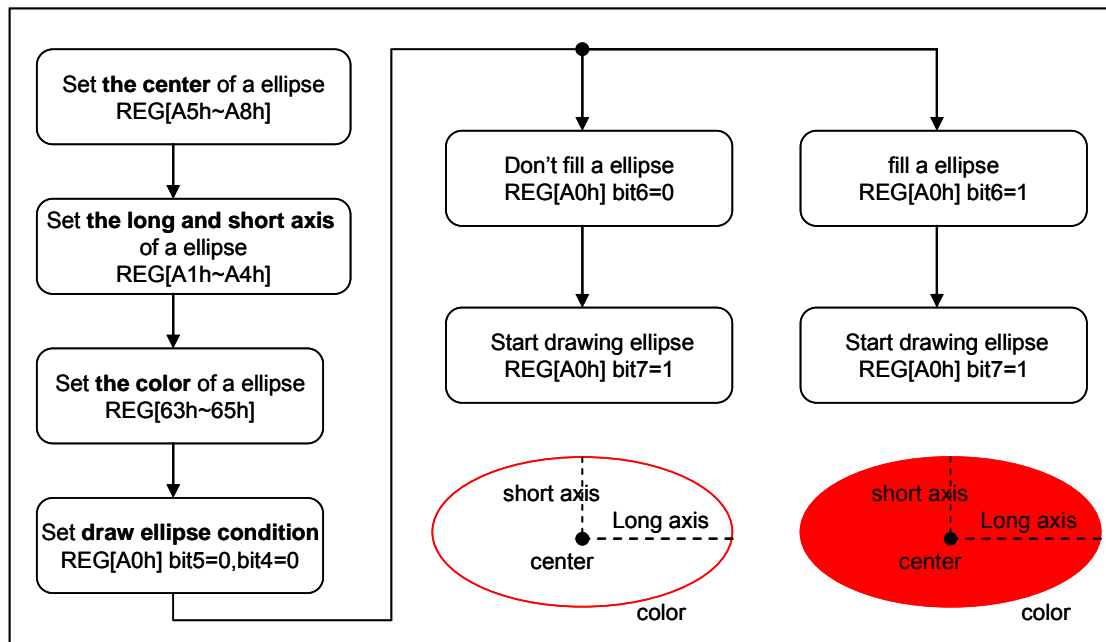 Set the center of a ellipse
REG[A5h~A8h]
Set the long and short axis
of a ellipse
REG[A1h~A4h]
Set the color of a ellipse
REG[63h~65h]
Set draw ellipse condition
REG[A0h] bit5=0,bit4=0
Don't fill a ellipse
REG[A0h] bit6=0
Start drawing ellipse
REG[A0h] bit7=1
short axis
Long axis
center
color
fill a ellipse
REG[A0h] bit6=1
Start drawing ellipse
REG[A0h] bit7=1
short axis
Long axis
center
color